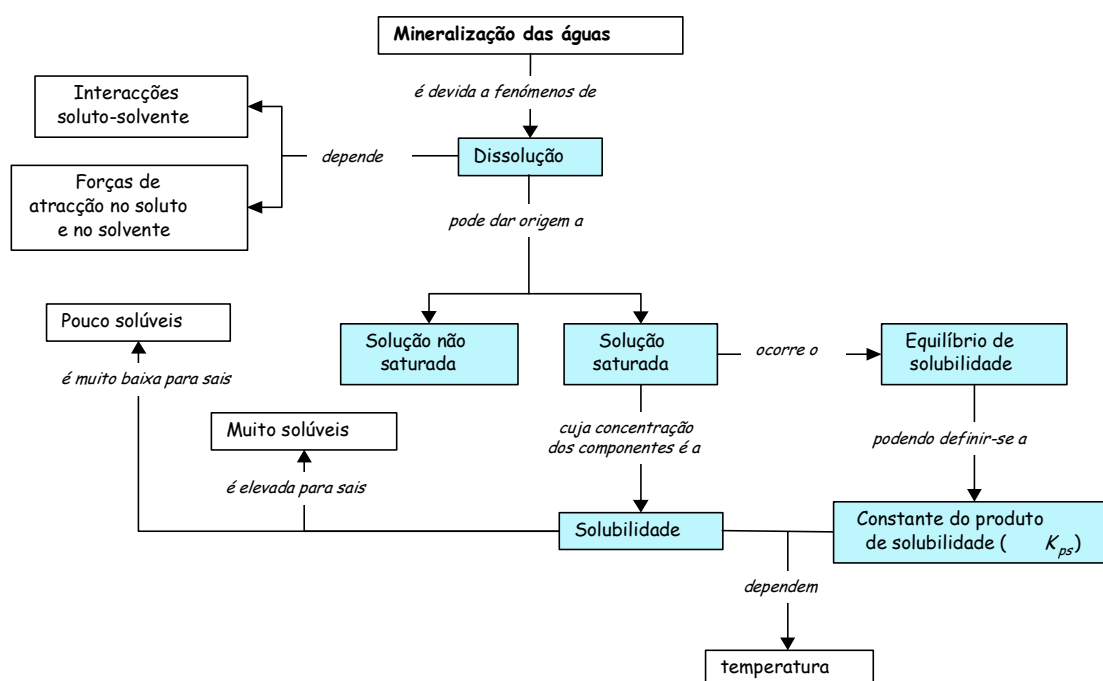 Mineralização das águas
é devida a fenómenos de
Interacções
soluto-solvente
depende
Dissolução
Forças de
atracção no soluto
e no solvente
pode dar origem a
Pouco solúveis
Solução não
saturada
Solução
saturada
ocorre o
Equilíbrio de
solubilidade
é muito baixa para sais
Muito solúveis
cuja concentração
dos componentes é a
podendo definir-se a
é elevada para sais
Solubilidade
Constante do produto
de solubilidade ( Kps)
dependem
temperatura